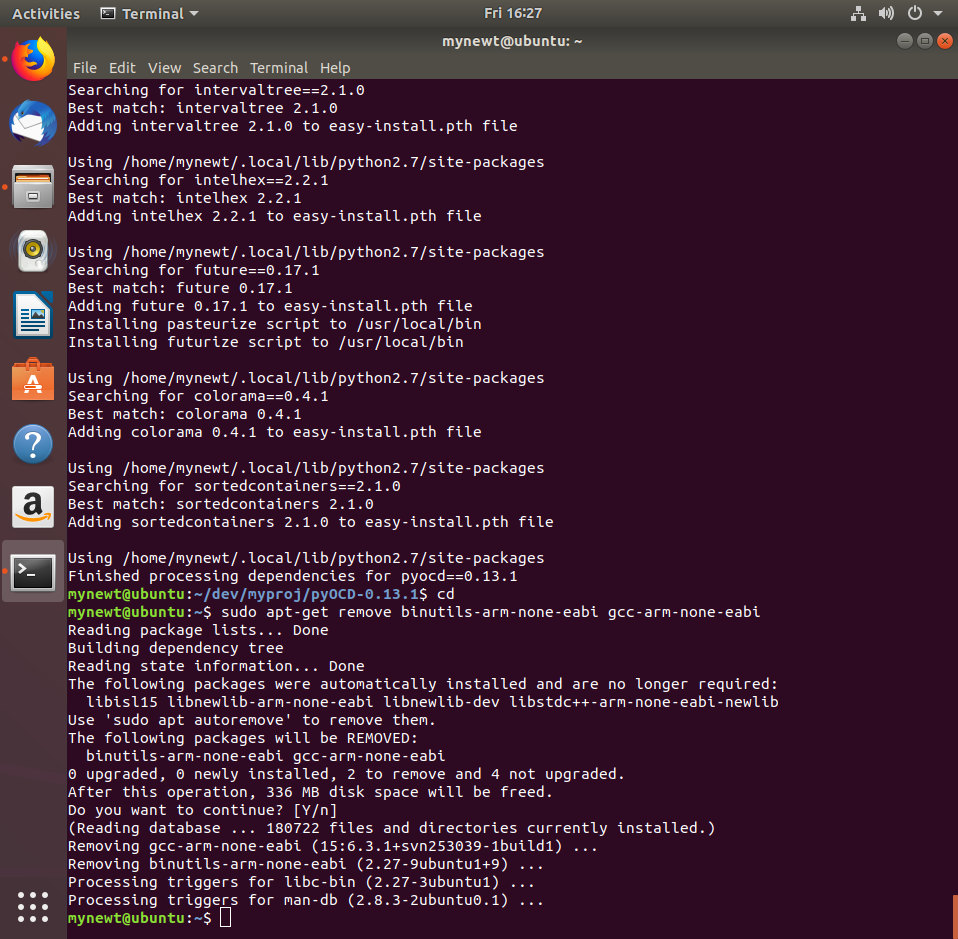 Activities Terminal Fri 16:27
mynewt@ubuntu: ~
File Edit View Search Terminal Help
Searching for intervaltree==2.1.0
Best match: intervaltree 2.1.0
Adding intervaltree 2.1.0 to easy-install.pth file
Using /home/mynewt/.local/lib/python2.7/site-packages
Searching for intelhex==2.2.1
Best match: intelhex 2.2.1
Adding intelhex 2.2.1 to easy-install.pth file
Using /home/mynewt/.local/lib/python2.7/site-packages
Searching for future==0.17.1
Best match: future 0.17.1
Adding future 0.17.1 to easy-install.pth file
Installing pasteurize script to /usr/local/bin
Installing futurize script to /usr/local/bin
Using /home/mynewt/.local/lib/python2.7/site-packages
Searching for colorama==0.4.1
Best match: colorama 0.4.1
Adding colorama 0.4.1 to easy-install.pth file
Using /home/mynewt/.local/lib/python2.7/site-packages
Searching for sortedcontainers==2.1.0
Best match: sortedcontainers 2.1.0
Adding sortedcontainers 2.1.0 to easy-install.pth file
Using /home/mynewt/.local/lib/python2.7/site-packages
Finished processing dependencies for pyocd==0.13.1
mynewt@ubuntu:~/dev/myproj/pyOCD-0.13.1$ cd
mynewt@ubuntu:~$ sudo apt-get remove binutils-arm-none-eabi gcc-arm-none-eabi
Reading package lists... Done
Building dependency tree
Reading state information... Done
The following packages were automatically installed and are no longer required:
libisl15 libnewlib-arm-none-eabi libnewlib-dev libstdc++-arm-none-eabi-newlib
Use 'sudo apt autoremove' to remove them.
The following packages will be REMOVED:
binutils-arm-none-eabi gcc-arm-none-eabi
0 upgraded, 0 newly installed, 2 to remove and 4 not upgraded.
After this operation, 336 MB disk space will be freed.
Do you want to continue? [Y/n]
(Reading database ... 180722 files and directories currently installed.)
Removing gcc-arm-none-eabi (15:6.3.1+svn253039-1build1) ...
Removing binutils-arm-none-eabi (2.27-9ubuntu1+9) ...
Processing triggers for libc-bin (2.27-3ubuntu1) ...
Processing triggers for man-db (2.8.3-2ubuntu0.1) ...
mynewt@ubuntu:~$